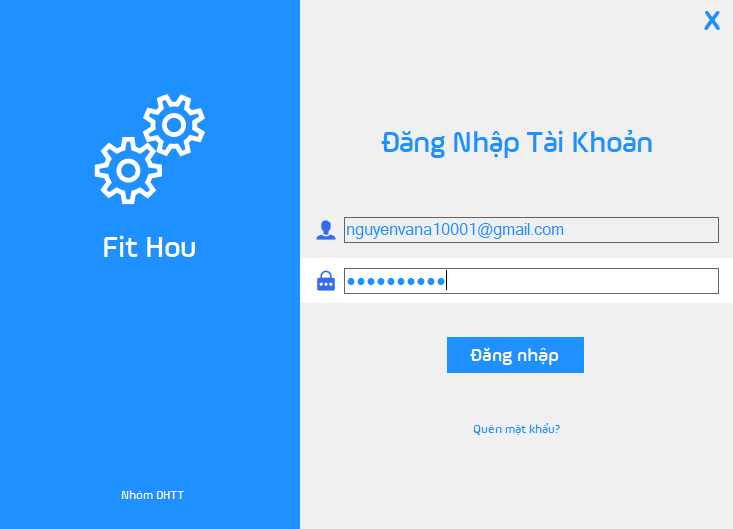 X
Đăng Nhập Tài Khoản
nguyenvana10001@gmail.com
●●●●●●●●●●
Fit Hou
Đăng nhập
Quên mật khẩu?
Nhóm DHTT